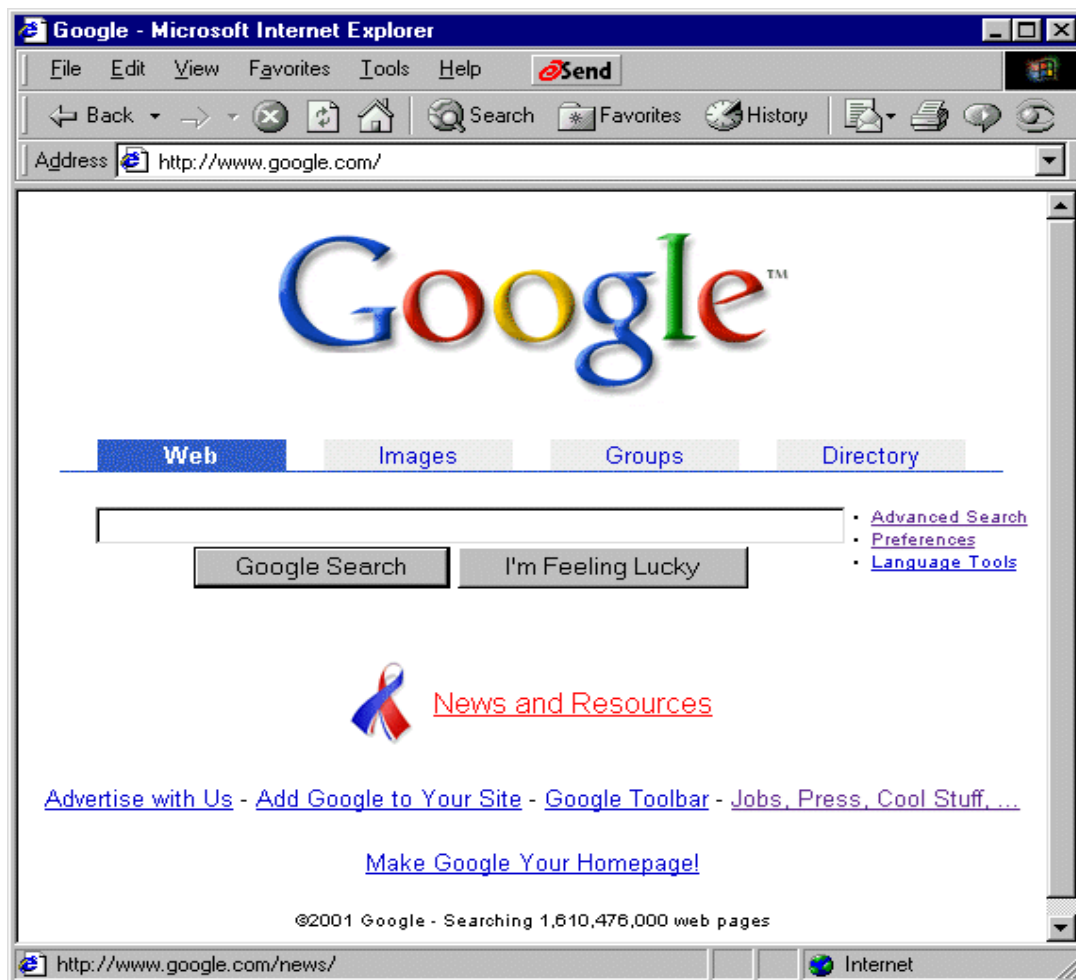 Google - Microsoft Internet Explorer
File Edit View Favorites Tools Help eSend
Back Search Favorites History
Address http://www.google.com/
Google™
Web Images Groups Directory
• Advanced Search
• Preferences
• Language Tools
Google Search I'm Feeling Lucky
News and Resources
Advertise with Us - Add Google to Your Site - Google Toolbar - Jobs, Press, Cool Stuff, ...
Make Google Your Homepage!
©2001 Google - Searching 1,610,476,000 web pages
http://www.google.com/news/ Internet